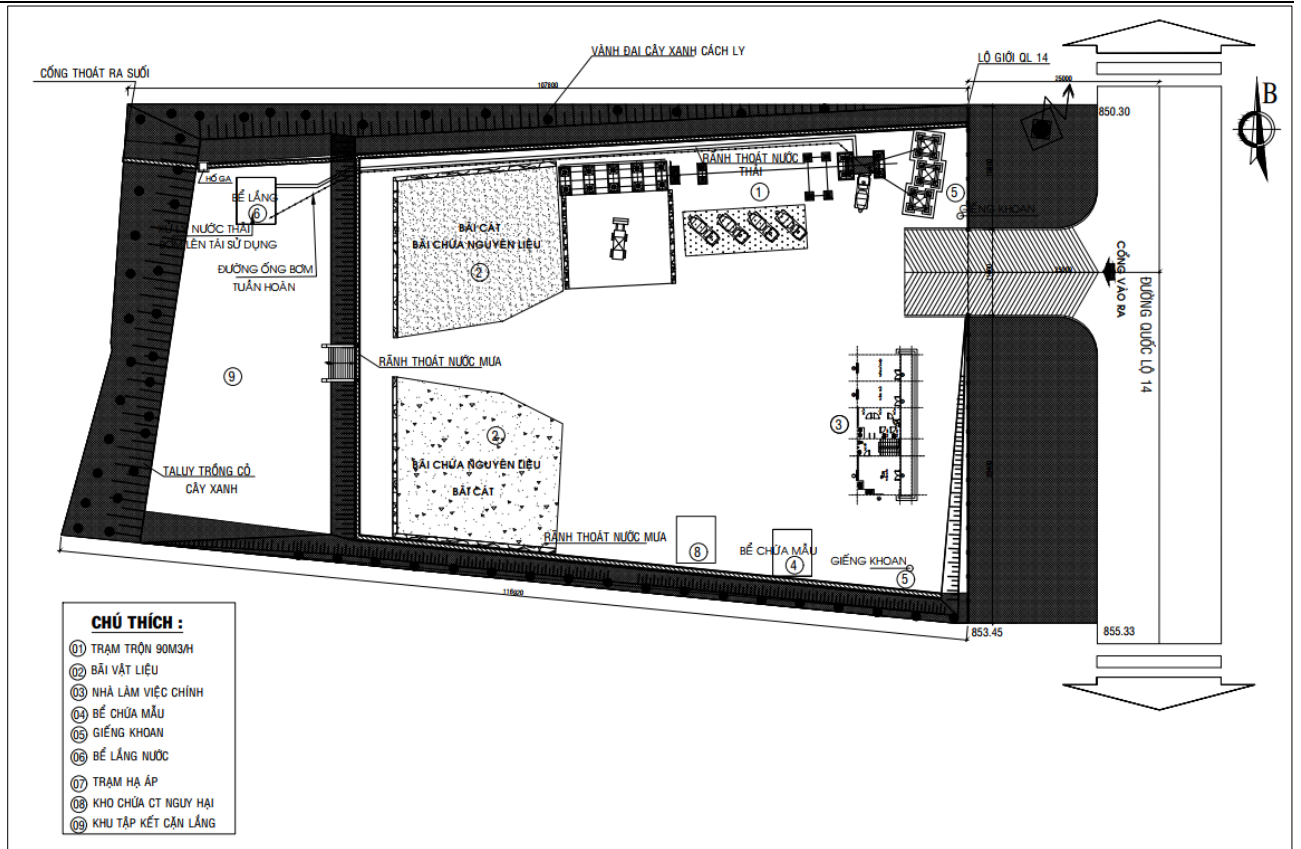 VÀNH ĐAI CÂY XANH CÁCH LY
LỘ GIỚI QL 14
CỐNG THOÁT RA SUỐI
107800
25000
850.30
B
RÃNH THOÁT NƯỚC
THẢI
1
5
GIẾNG KHOAN
HỐ GA
BỂ LẮNG
6
XỬ LÝ NƯỚC THẢI
BƠM LÊN TÁI SỬ DỤNG
ĐƯỜNG ỐNG BƠM
TUẦN HOÀN
BÃI CÁT
BÃI CHỨA NGUYÊN LIỆU
2
CỔNG VÀO RA
25000
ĐƯỜNG QUỐC LỘ 14
RÃNH THOÁT NƯỚC MƯA
9
3
2
BÃI CHỨA NGUYÊN LIỆU
BÃI CÁT
TALUY TRỒNG CỎ
CÂY XANH
RÃNH THOÁT NƯỚC MƯA
8
BỂ CHỨA MẪU
4
GIẾNG KHOAN
5
116020
853.45
855.33
CHÚ THÍCH :
01 TRẠM TRỘN 90M3/H
02 BÃI VẬT LIỆU
03 NHÀ LÀM VIỆC CHÍNH
04 BỂ CHỨA MẪU
05 GIẾNG KHOAN
06 BỂ LẮNG NƯỚC
07 TRẠM HẠ ÁP
08 KHO CHỨA CT NGUY HẠI
09 KHU TẬP KẾT CẶN LẮNG